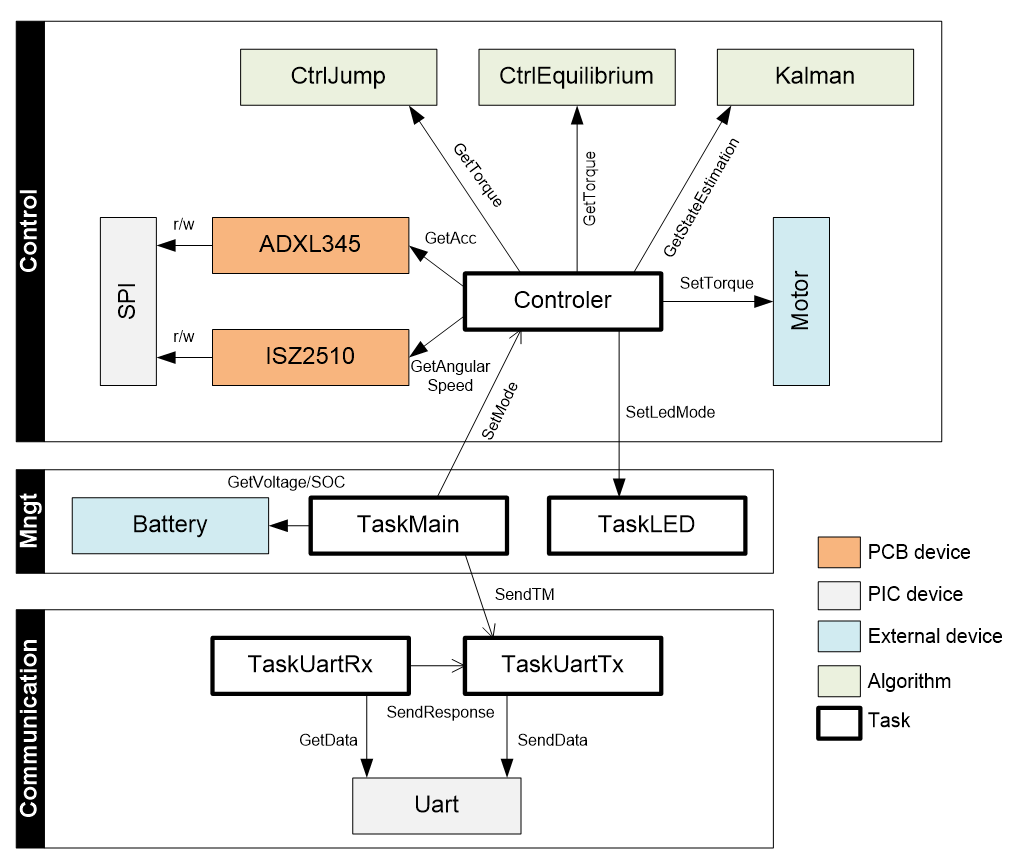 Control
CtrlJump
CtrlEquilibrium
Kalman
GetTorque
GetTorque
GetStateEstimation
SPI
r/w
ADXL345
GetAcc
Controler
SetTorque
Motor
r/w
ISZ2510
GetAngular
Speed
SetMode
SetLedMode
Mngt
GetVoltage/SOC
Battery
TaskMain
TaskLED
SendTM
Communication
TaskUartRx
TaskUartTx
SendResponse
GetData
SendData
Uart
PCB device
PIC device
External device
Algorithm
Task